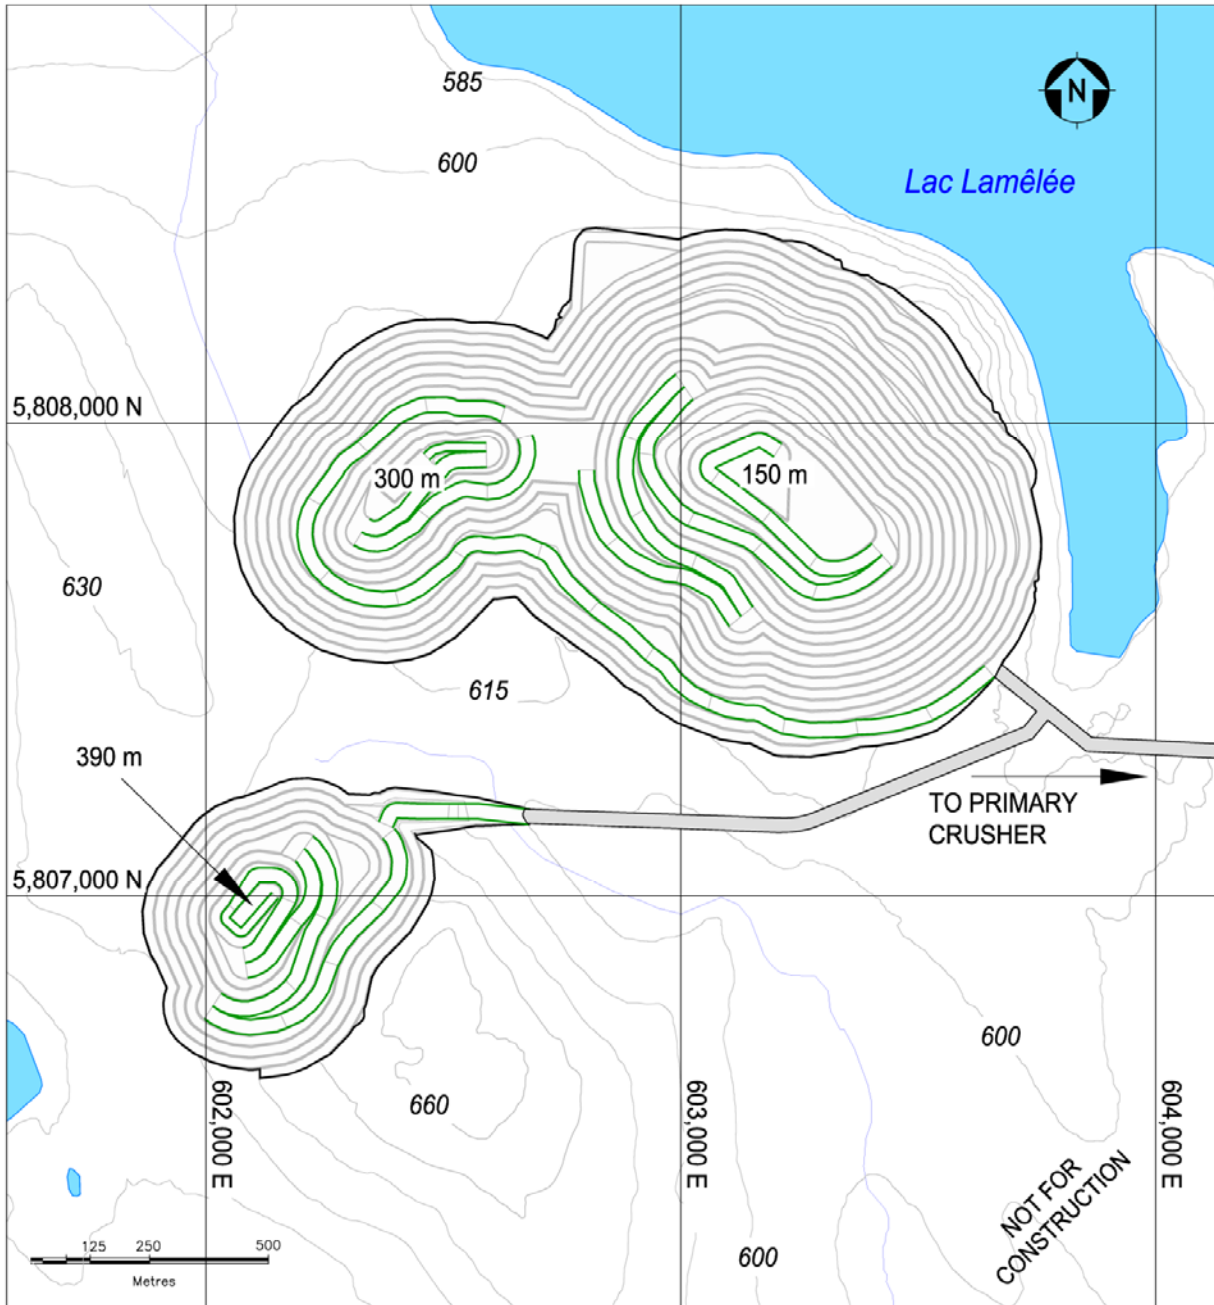 585
N
600
Lac Lamêlée
5,808,000 N
300 m
150 m
630
615
390 m
TO PRIMARY
CRUSHER
5,807,000 N
600
602,000 E
660
603,000 E
604,000 E
NOT FOR
CONSTRUCTION
600
125 250 500
Metres